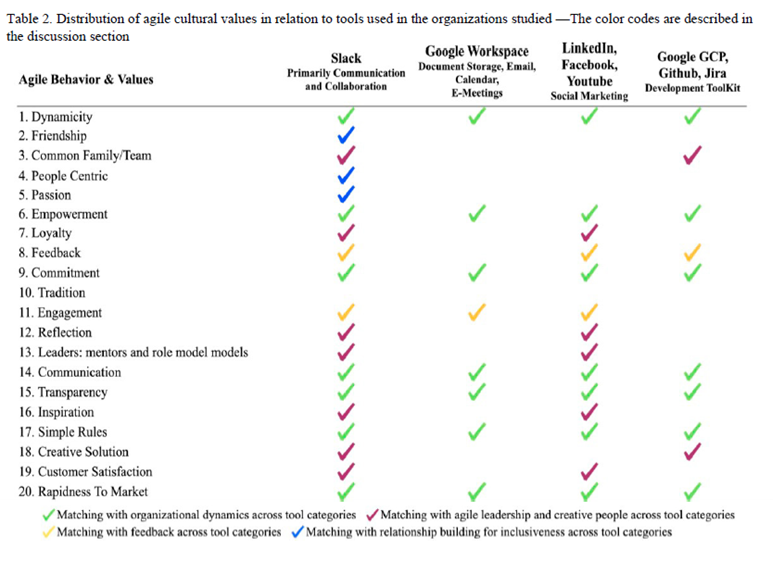 Table 2. Distribution of agile cultural values in relation to tools used in the organizations studied —The color codes are described in
the discussion section
Agile Behavior & Values
Slack
Primarily Communication
and Collaboration
Google Workspace
Document Storage, Email,
Calendar,
E-Meetings
LinkedIn,
Facebook,
Youtube
Social Marketing
Google GCP,
Github, Jira
Development ToolKit
1. Dynamicity
2. Friendship
3. Common Family/Team
4. People Centric
5. Passion
6. Empowerment
7. Loyalty
8. Feedback
9. Commitment
10. Tradition
11. Engagement
12. Reflection
13. Leaders: mentors and role model models
14. Communication
15. Transparency
16. Inspiration
17. Simple Rules
18. Creative Solution
19. Customer Satisfaction
20. Rapidness To Market
Matching with organizational dynamics across tool categories Matching with agile leadership and creative people across tool categories
Matching with feedback across tool categories Matching with relationship building for inclusiveness across tool categories